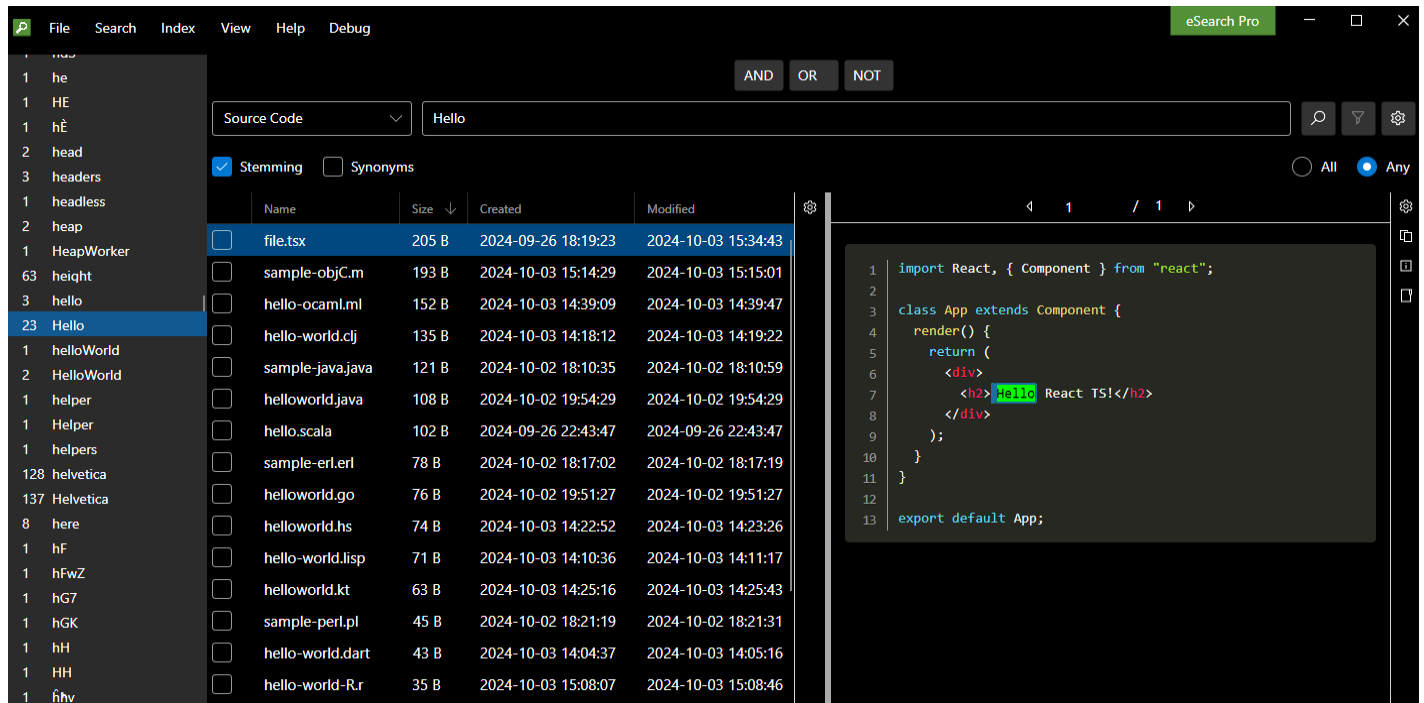 File Search Index View Help Debug
eSearch Pro
AND OR NOT
Source Code
Hello
Stemming
Synonyms
All
Any
1 he
1 HE
1 hÈ
2 head
3 headers
1 headless
2 heap
1 HeapWorker
63 height
3 hello
23 Hello
1 helloWorld
2 HelloWorld
1 helper
1 Helper
1 helpers
128 helvetica
137 Helvetica
8 here
1 hF
1 hFwZ
1 hG7
1 hGK
1 hH
1 HH
1
Name Size Created Modified
file.tsx 205 B 2024-09-26 18:19:23 2024-10-03 15:34:43
sample-objC.m 193 B 2024-10-03 15:14:29 2024-10-03 15:15:01
hello-ocaml.ml 152 B 2024-10-03 14:39:09 2024-10-03 14:39:47
hello-world.clj 135 B 2024-10-03 14:18:12 2024-10-03 14:19:22
sample-java.java 121 B 2024-10-02 18:10:35 2024-10-02 18:10:59
helloworld.java 108 B 2024-10-02 19:54:29 2024-10-02 19:54:29
hello.scala 102 B 2024-09-26 22:43:47 2024-09-26 22:43:47
sample-erl.erl 78 B 2024-10-02 18:17:02 2024-10-02 18:17:19
helloworld.go 76 B 2024-10-02 19:51:27 2024-10-02 19:51:27
helloworld.hs 74 B 2024-10-03 14:22:52 2024-10-03 14:23:26
hello-world.lisp 71 B 2024-10-03 14:10:36 2024-10-03 14:11:17
helloworld.kt 63 B 2024-10-03 14:25:16 2024-10-03 14:25:43
sample-perl.pl 45 B 2024-10-02 18:21:19 2024-10-02 18:21:31
hello-world.dart 43 B 2024-10-03 14:04:37 2024-10-03 14:05:16
hello-world-R.r 35 B 2024-10-03 15:08:07 2024-10-03 15:08:46
1 / 1
1 import React, { Component } from "react";
2
3 class App extends Component {
4 render() {
5 return (
6 <div>
7 <h2> Hello React TS!</h2>
8 </div>
9 );
10 }
11 }
12
13 export default App;